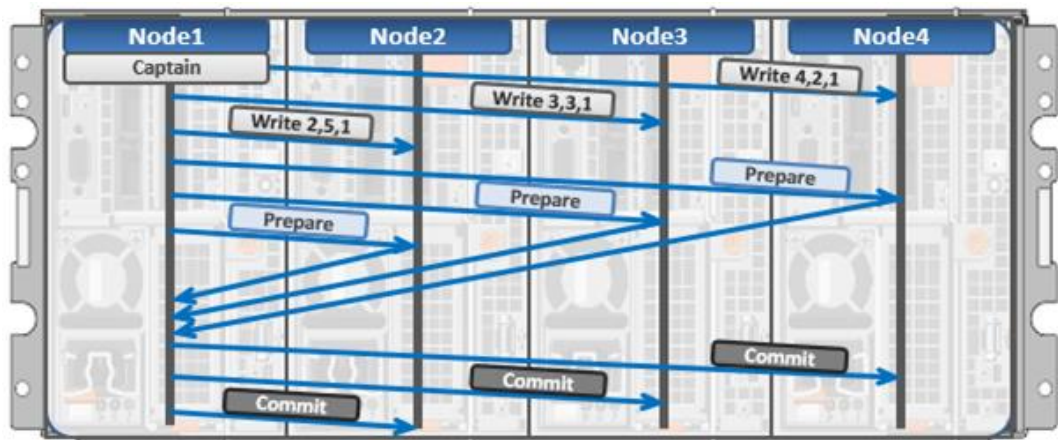 Node1
Node2
Node3
Node4
Captain
Write 4,2,1
Write 3,3,1
Write 2,5,1
Prepare
Prepare
Prepare
Commit
Commit
Commit